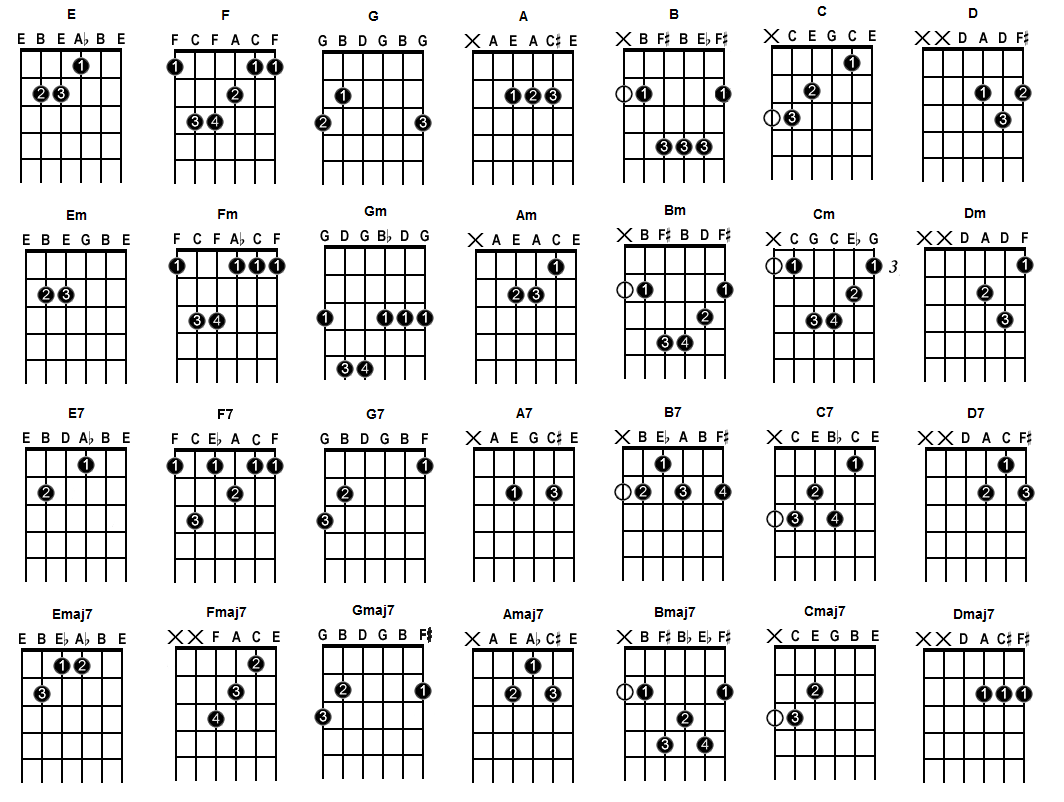 E
E B E A♭ B E
1
2 3
F
F C F A C F
1 1 1
2
3 4
G
G B D G B G
1
2 3
A
X A E A C♯ E
1 2 3
B
X B F♯ B E♭ F♯
1 1
3 3 3
C
X C E G C E
1
2
3
D
X X D A D F♯
1 2
3
Em
E B E G B E
2 3
Fm
F C F A♭ C F
1 1 1 1
3 4
Gm
G D G B♭ D G
1 1 1 1
3 4
Am
X A E A C E
1
2 3
Bm
X B F♯ B D F♯
1 1
2
3 4
Cm
X C G C E♭ G
1 1 3
2
3 4
Dm
X X D A D F
1
2
3
E7
E B D A♭ B E
1
2
F7
F C E♭ A C F
1 1 1 1
2
3
G7
G B D G B F
1
2
3
A7
X A E G C♯ E
1 3
B7
X B E♭ A B F♯
1
2 3 4
C7
X C E B♭ C E
1
2
3 4
D7
X X D A C F♯
1
2 3
Emaj7
E B E♭ A♭ B E
1 2
3
Fmaj7
X X F A C E
2
3
4
Gmaj7
G B D G B F#
2 1
3
Amaj7
X A E A♭ C♯ E
1
2 3
Bmaj7
X B F♯ B♭ E♭ F♯
1 1
2
3 4
Cmaj7
X C E G B E
2
3
Dmaj7
X X D A C♯ F♯
1 1 1